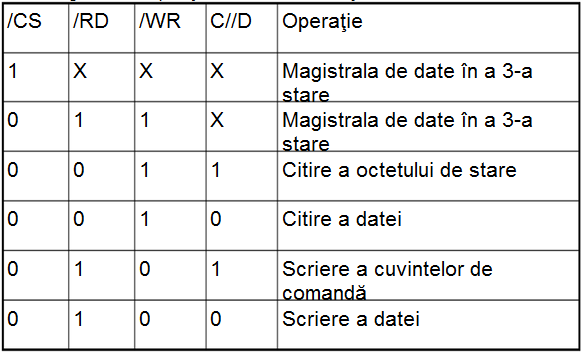 /CS /RD /WR C//D Operaţie
1 X X X Magistrala de date în a 3-a
stare
0 1 1 X Magistrala de date în a 3-a
stare
0 0 1 1 Citire a octetului de stare
0 0 1 0 Citire a datei
0 1 0 1 Scriere a cuvintelor de
comandă
0 1 0 0 Scriere a datei